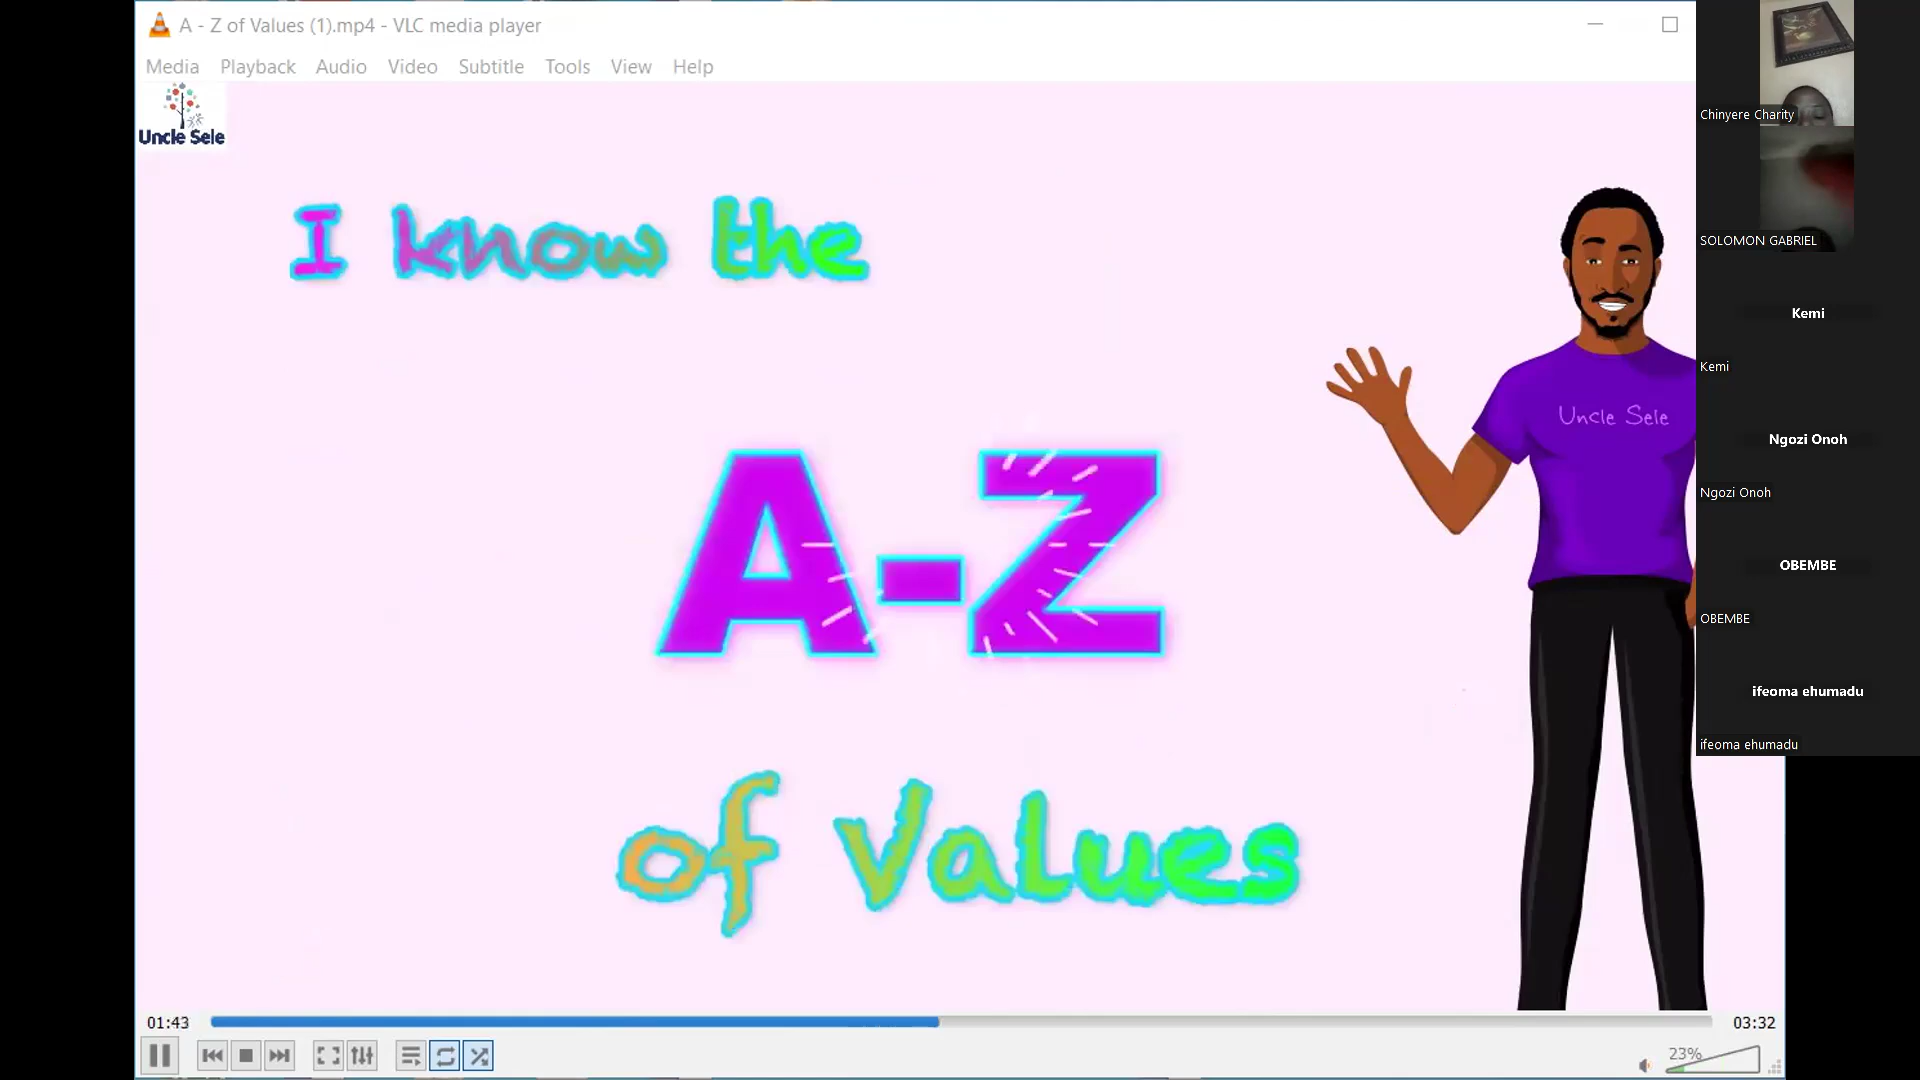 A - Z of Values (1).mp4 - VLC media player
Media Playback Audio Video Subtitle Tools View Help
Uncle Sele
I know the
A-Z
of Values
Uncle Sele
01:43
03:32
23%
Chinyere Charity
SOLOMON GABRIEL
Kemi
Kemi
Ngozi Onoh
Ngozi Onoh
OBEMBE
OBEMBE
ifeoma ehumadu
ifeoma ehumadu